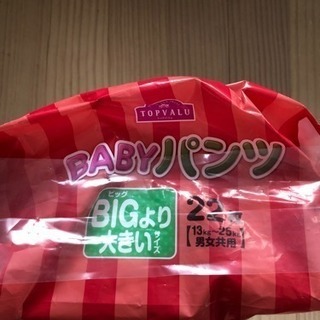 TOPVALU
BABYパンツ
ビッグ
BIGより
大きいサイズ
【13kg〜25kg】
男女共用